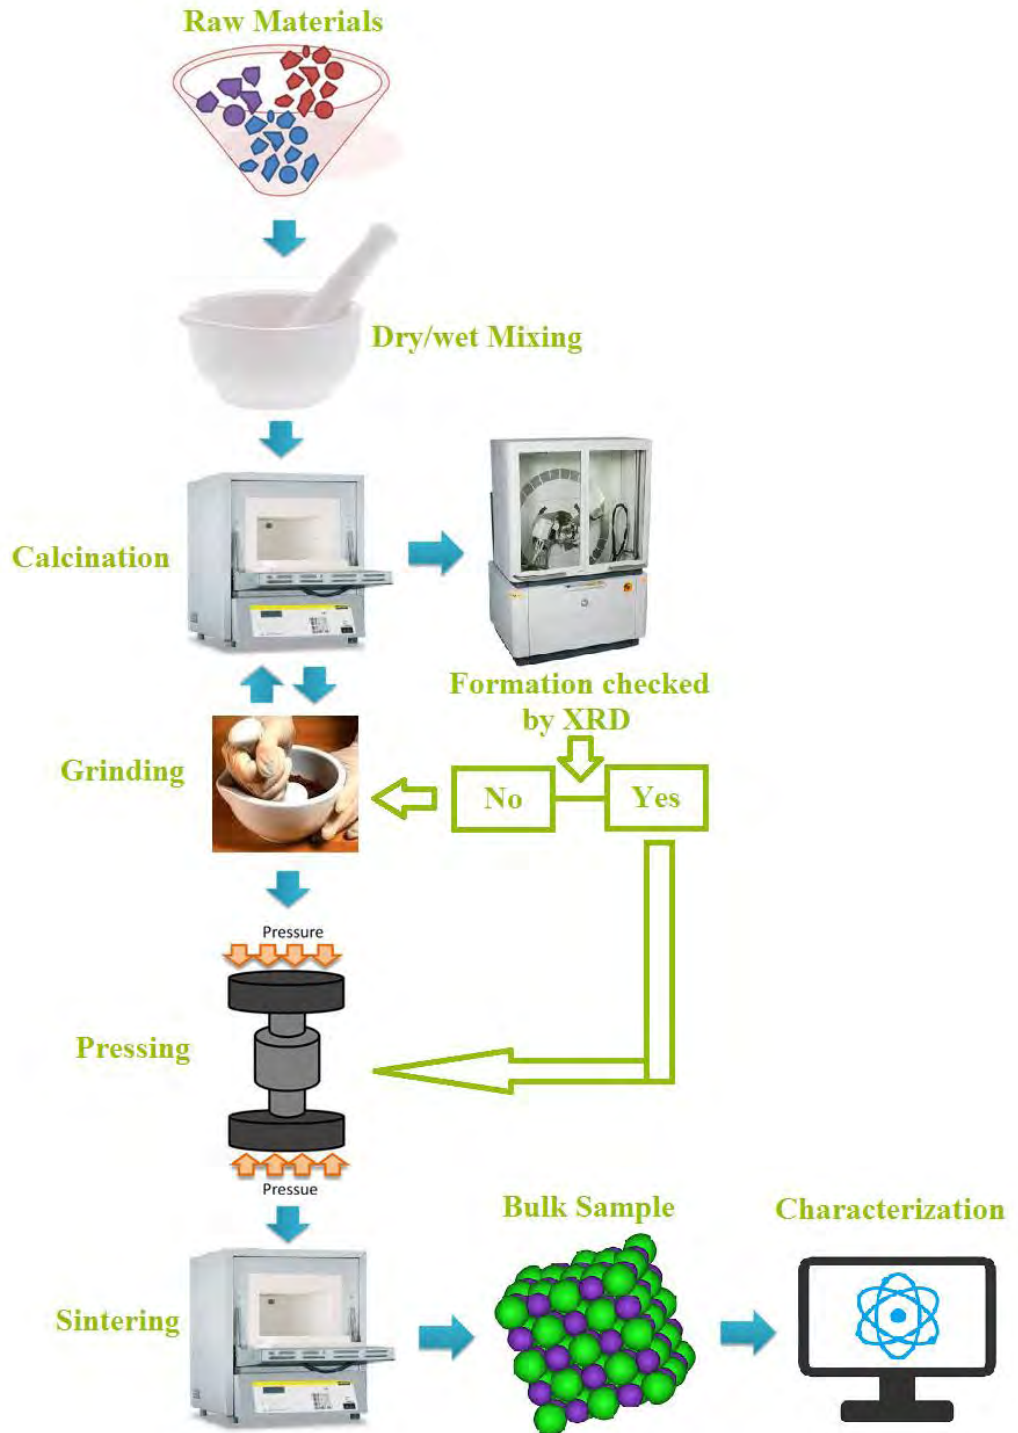 Raw Materials
Dry/wet Mixing
Calcination
Formation checked
by XRD
Grinding
No
Yes
Pressure
Pressing
Pressue
Bulk Sample
Characterization
Sintering